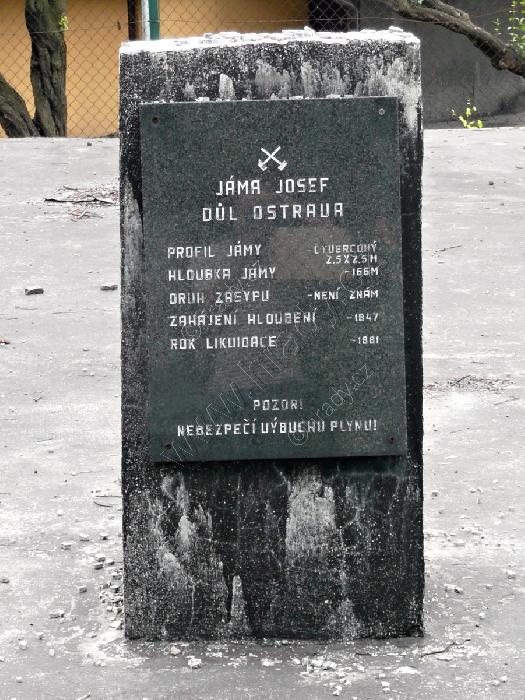 JÁMA JOSEF
DŮL OSTRAVA
PROFIL JÁMY -ČTVERCOVÝ
2,5 X 2,5 M
HLOUBKA JÁMY -166M
DRUH ZÁSYPU -NENÍ ZNÁM
ZAHÁJENÍ HLOUBENÍ -1847
ROK LIKVIDACE -1881
POZOR!
NEBEZPEČÍ VÝBUCHU PLYNU!